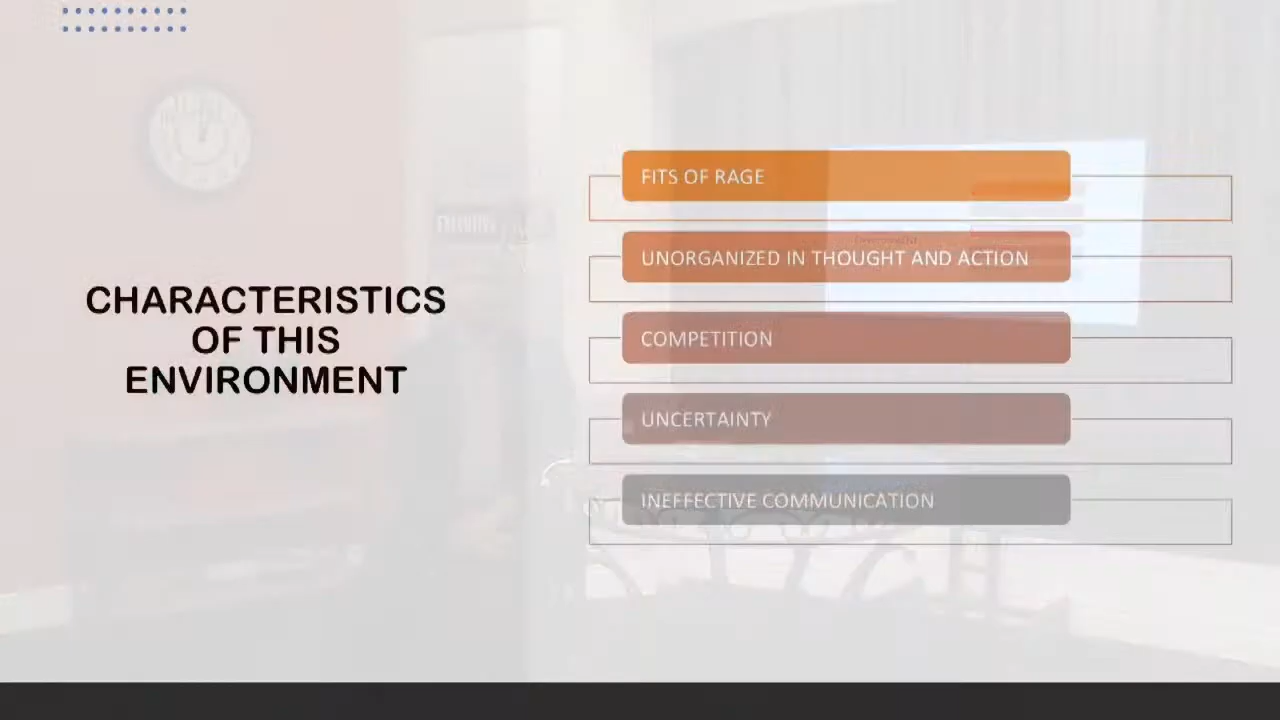 CHARACTERISTICS
OF THIS
ENVIRONMENT
FITS OF RAGE
UNORGANIZED IN THOUGHT AND ACTION
COMPETITION
UNCERTAINTY
INEFFECTIVE COMMUNICATION